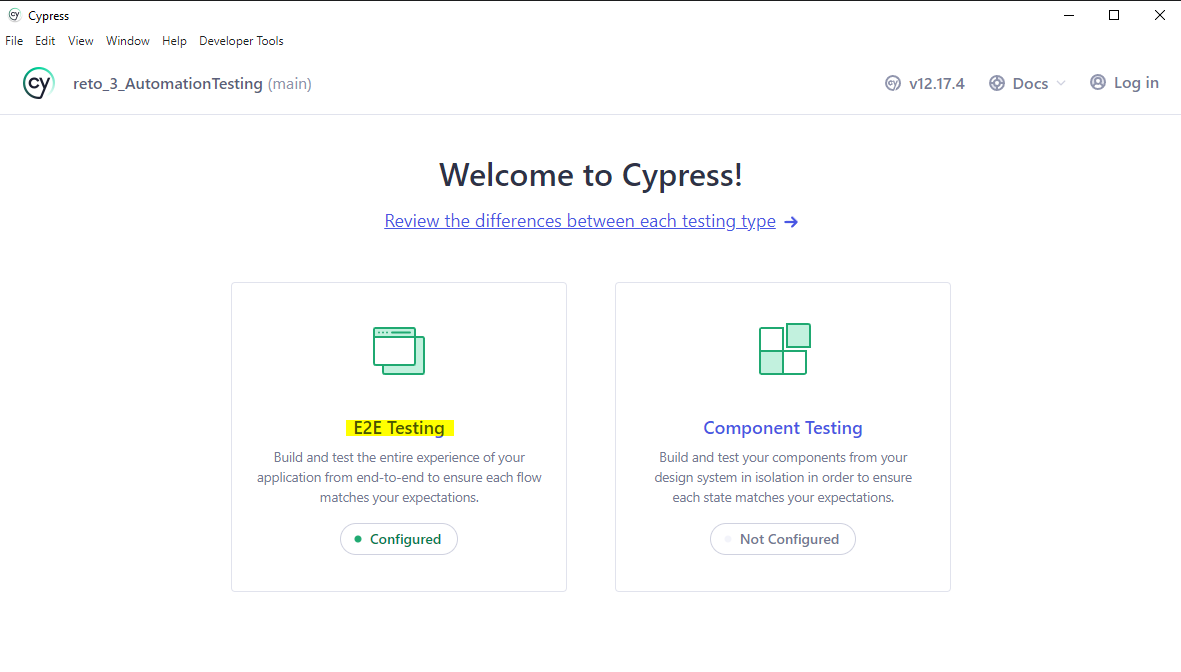 cy Cypress
File Edit View Window Help Developer Tools
cy reto_3_AutomationTesting (main) cy v12.17.4 Docs Log in
Welcome to Cypress!
Review the differences between each testing type →
E2E Testing
Build and test the entire experience of your
application from end-to-end to ensure each flow
matches your expectations.
Configured
Component Testing
Build and test your components from your
design system in isolation in order to ensure
each state matches your expectations.
Not Configured